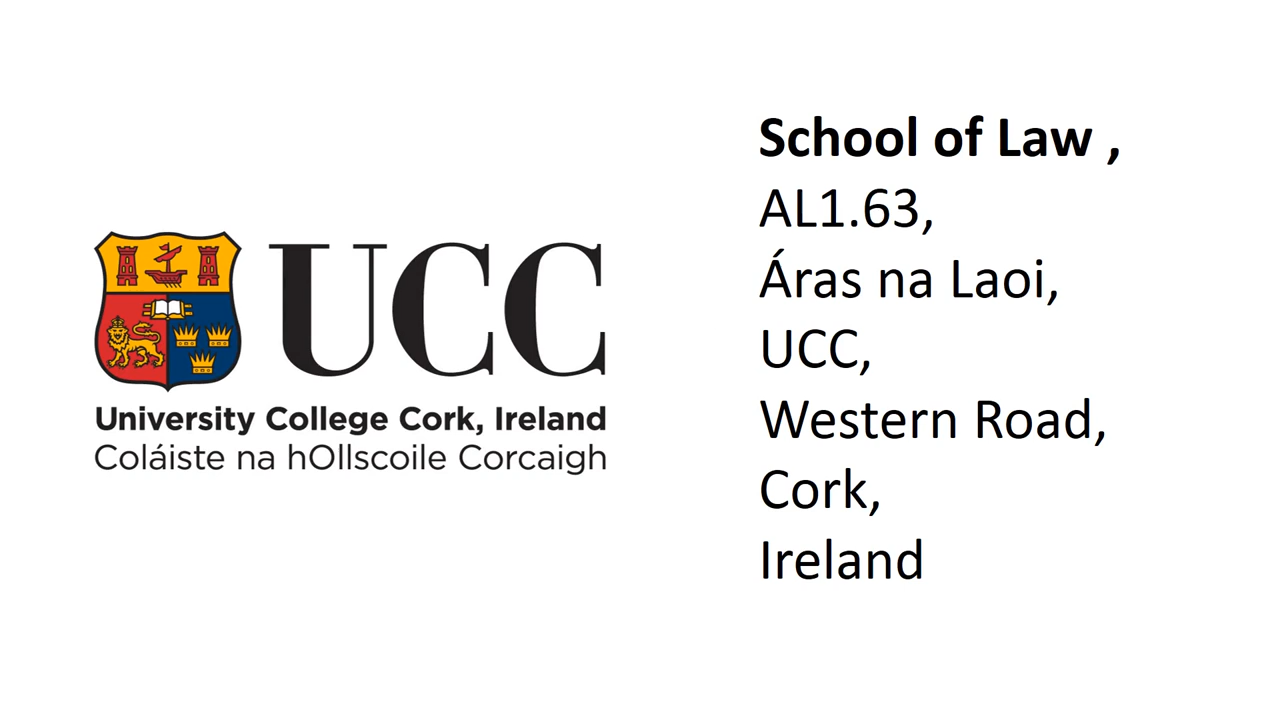 UCC
University College Cork, Ireland
Coláiste na hOllscoile Corcaigh
School of Law ,
AL1.63,
Áras na Laoi,
UCC,
Western Road,
Cork,
Ireland